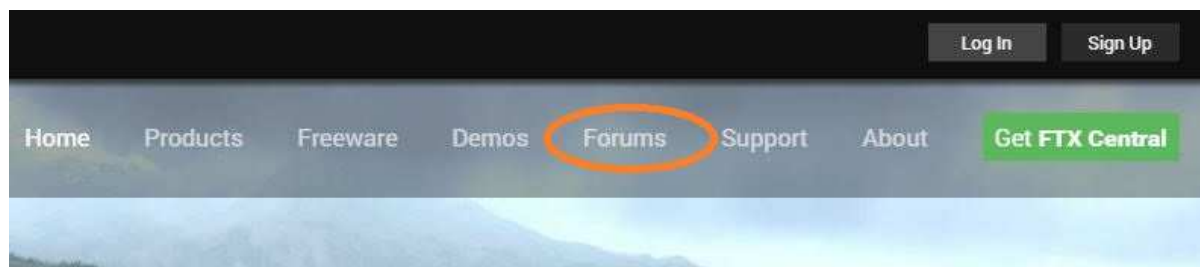 Log In Sign Up
Home Products Freeware Demos Forums Support About Get FTX Central